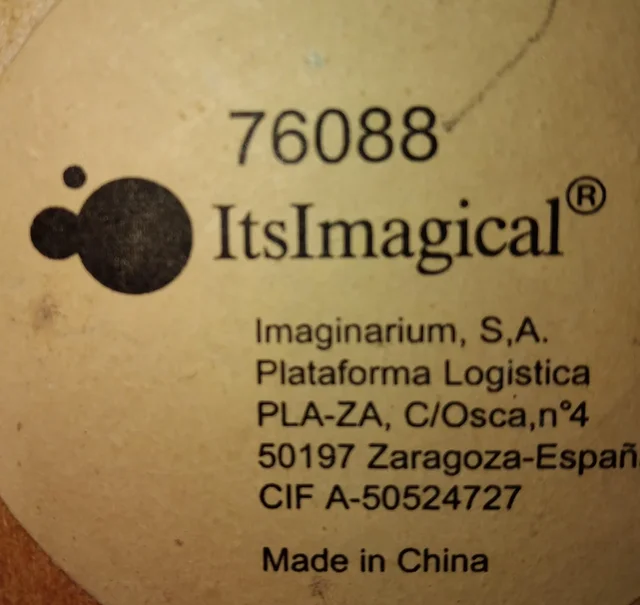 76088
ItsImagical®
Imaginarium, S,A.
Plataforma Logistica
PLA-ZA, C/Osca,n°4
50197 Zaragoza-Españ
CIF A-50524727
Made in China